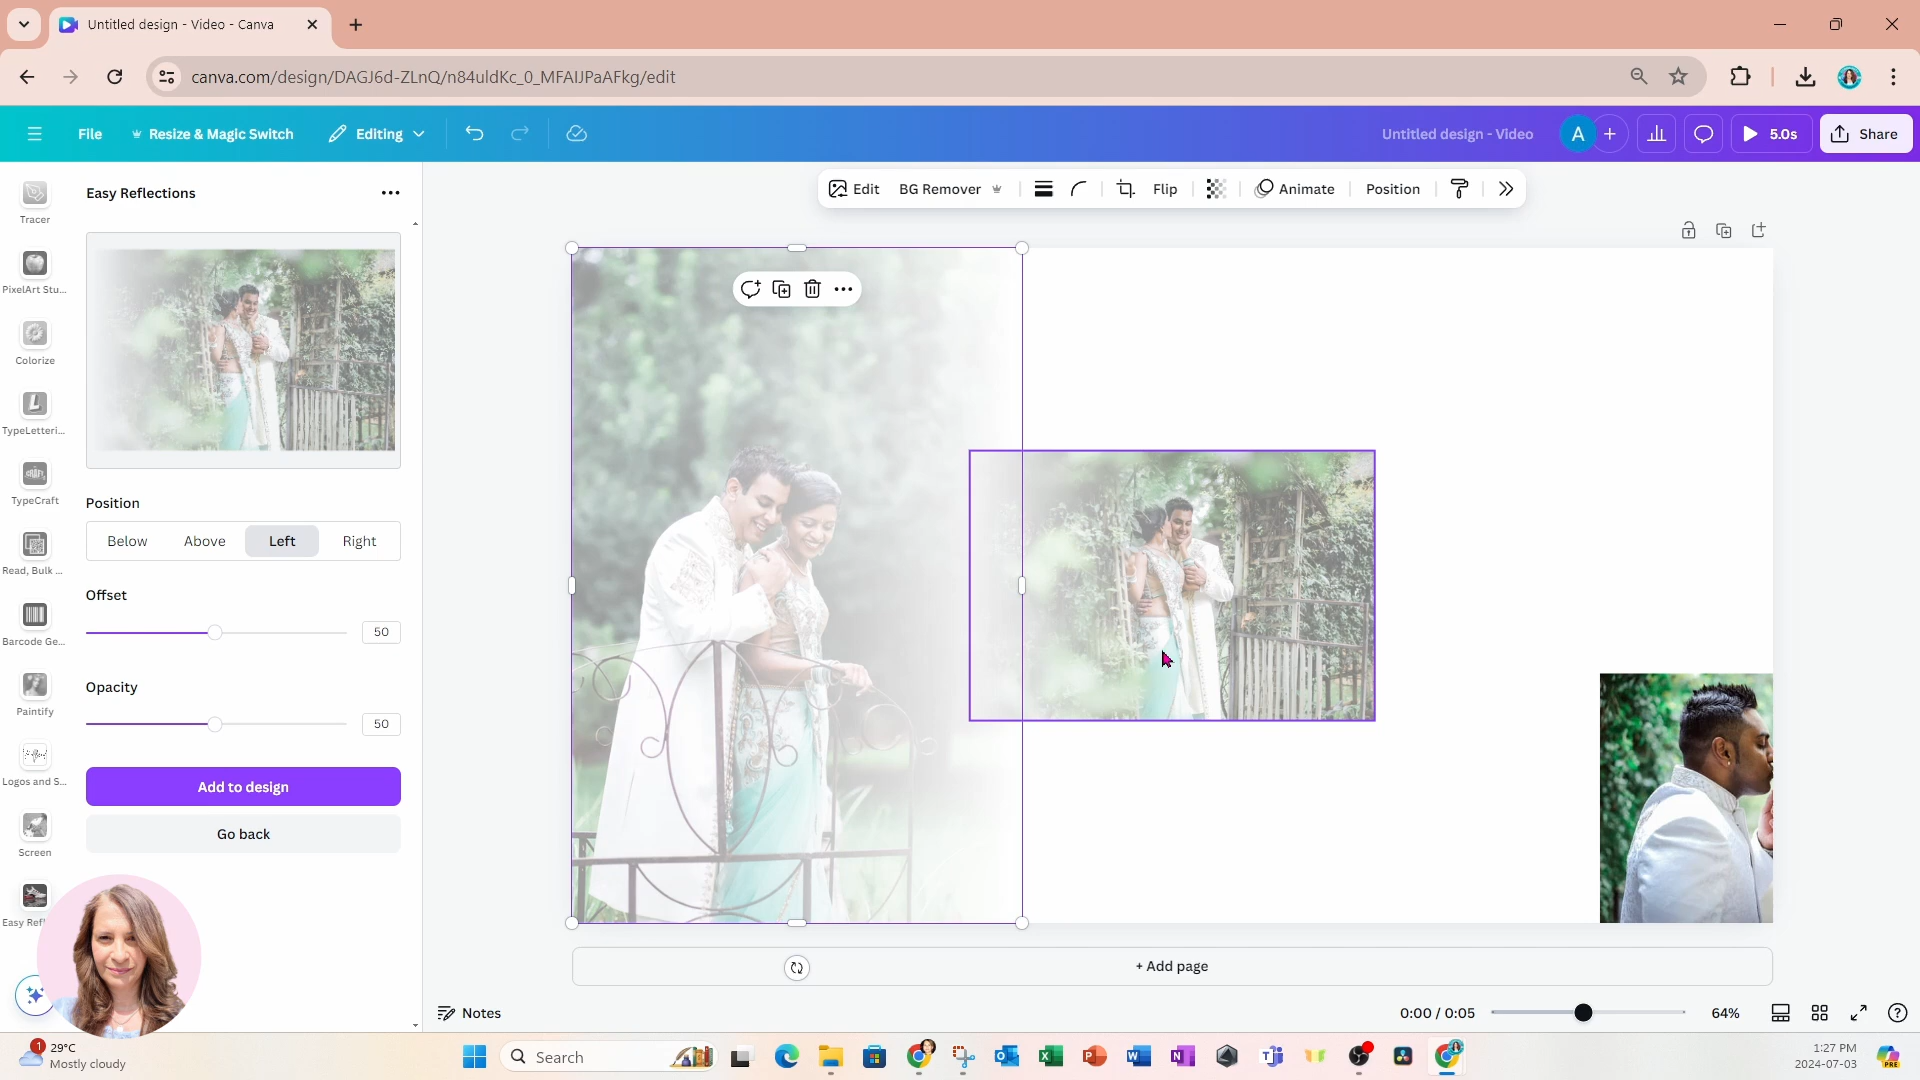 Untitled design - Video - Canva
canva.com/design/DAGJ6d-ZLnQ/n84uldKc_0_MFAIJPaAFkg/edit
File
Resize & Magic Switch
Editing
Untitled design - Video
A
5.0s
Share
Easy Reflections
Edit
BG Remover
Flip
Animate
Position
Tracer
PixelArt Stu...
Colorize
TypeLetteri...
TypeCraft
Read, Bulk ...
Barcode Ge...
Paintify
Logos and S...
Screen
Easy Ref
Position
Below
Above
Left
Right
Offset
50
Opacity
50
Add to design
Go back
+ Add page
Notes
0:00 / 0:05
64%
1
29°C
Mostly cloudy
Search
1:27 PM
2024-07-03